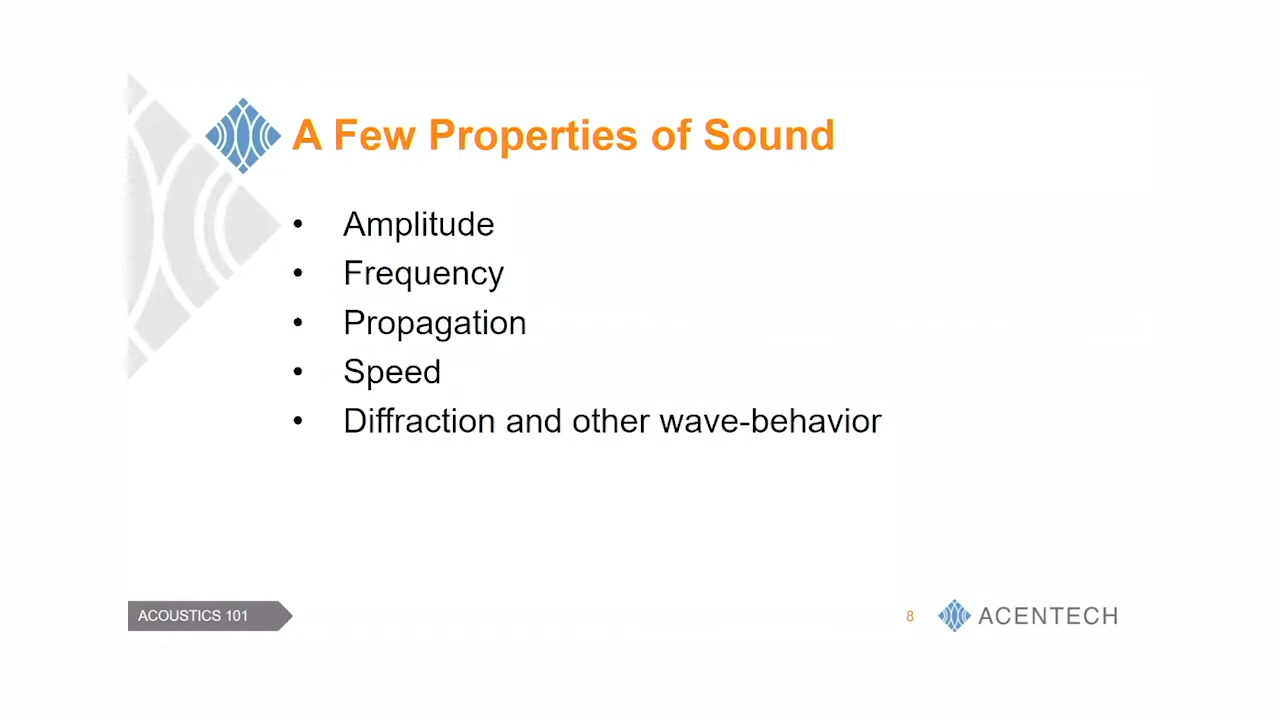 A Few Properties of Sound
• Amplitude
• Frequency
• Propagation
• Speed
• Diffraction and other wave-behavior
ACOUSTICS 101
8
ACENTECH